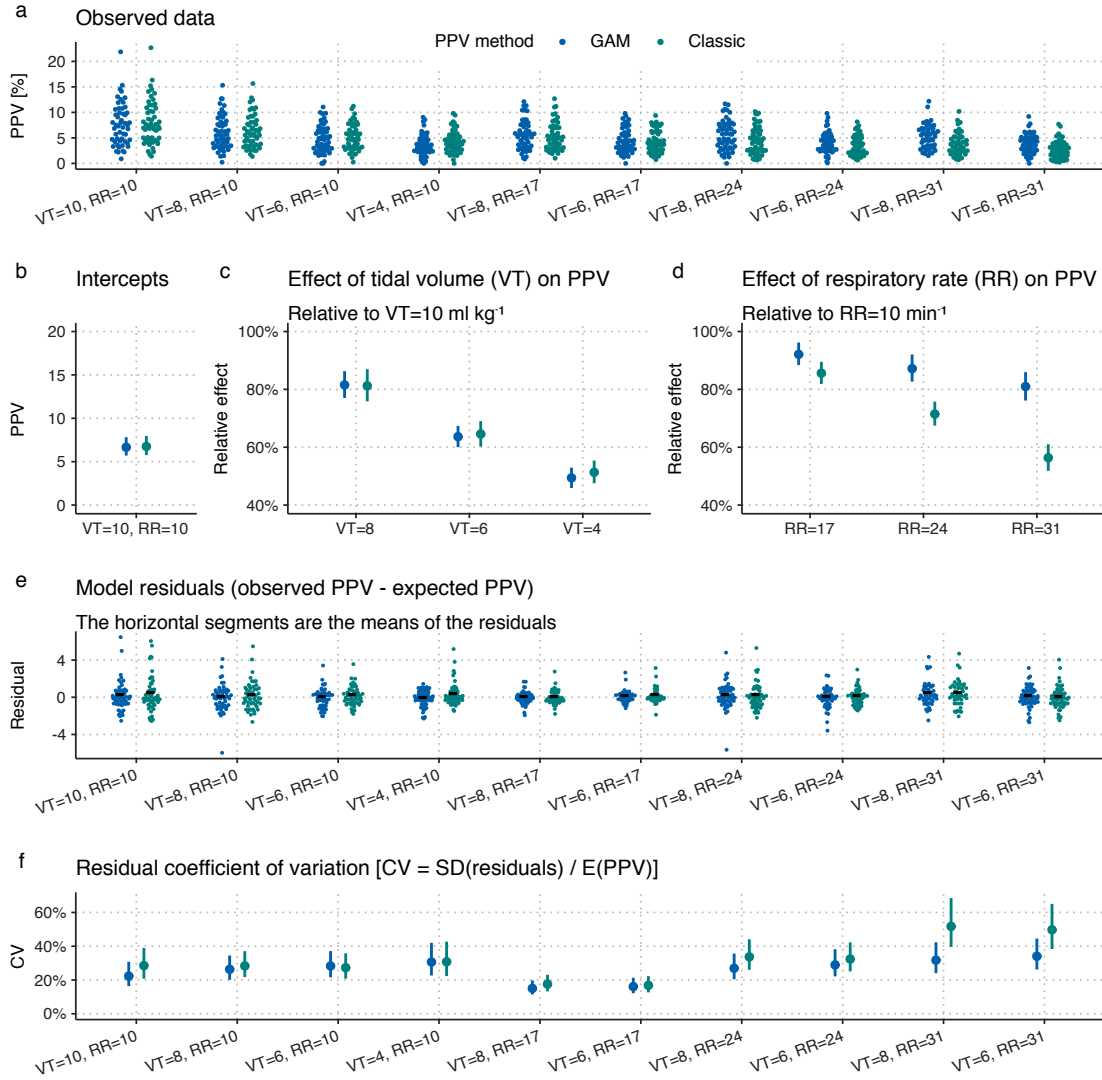 a
Observed data
PPV method GAM Classic
PPV [%]
20
15
10
5
0
VT=10, RR=10
VT=8, RR=10
VT=6, RR=10
VT=4, RR=10
VT=8, RR=17
VT=6, RR=17
VT=8, RR=24
VT=6, RR=24
VT=8, RR=31
VT=6, RR=31
b
Intercepts
PPV
20
15
10
5
0
VT=10, RR=10
c
Effect of tidal volume (VT) on PPV
Relative to VT=10 ml kg⁻¹
Relative effect
100%
80%
60%
40%
VT=8
VT=6
VT=4
d
Effect of respiratory rate (RR) on PPV
Relative to RR=10 min⁻¹
Relative effect
100%
80%
60%
40%
RR=17
RR=24
RR=31
e
Model residuals (observed PPV - expected PPV)
The horizontal segments are the means of the residuals
Residual
4
0
-4
VT=10, RR=10
VT=8, RR=10
VT=6, RR=10
VT=4, RR=10
VT=8, RR=17
VT=6, RR=17
VT=8, RR=24
VT=6, RR=24
VT=8, RR=31
VT=6, RR=31
f
Residual coefficient of variation [CV = SD(residuals) / E(PPV)]
CV
60%
40%
20%
0%
VT=10, RR=10
VT=8, RR=10
VT=6, RR=10
VT=4, RR=10
VT=8, RR=17
VT=6, RR=17
VT=8, RR=24
VT=6, RR=24
VT=8, RR=31
VT=6, RR=31